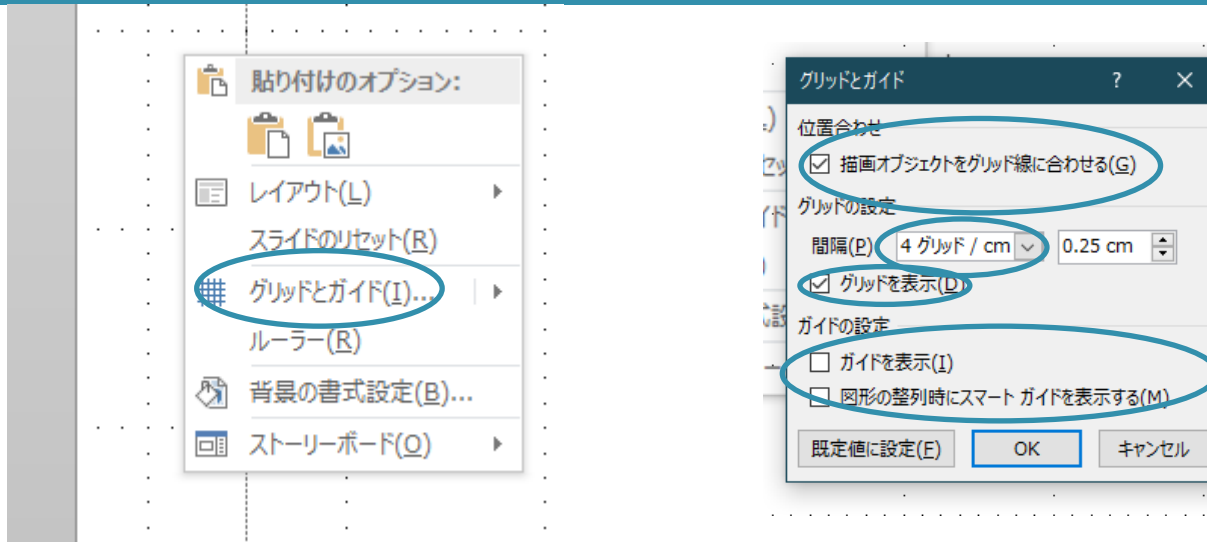 貼り付けのオプション:
レイアウト(L)
スライドのリセット(R)
グリッドとガイド(I)...
ルーラー(R)
背景の書式設定(B)...
ストーリーボード(O)
グリッドとガイド ? ×
位置合わせ
描画オブジェクトをグリッド線に合わせる(G)
グリッドの設定
間隔(P) 4 グリッド / cm 0.25 cm
グリッドを表示(D)
ガイドの設定
ガイドを表示(I)
図形の整列時にスマート ガイドを表示する(M)
既定値に設定(F) OK キャンセル